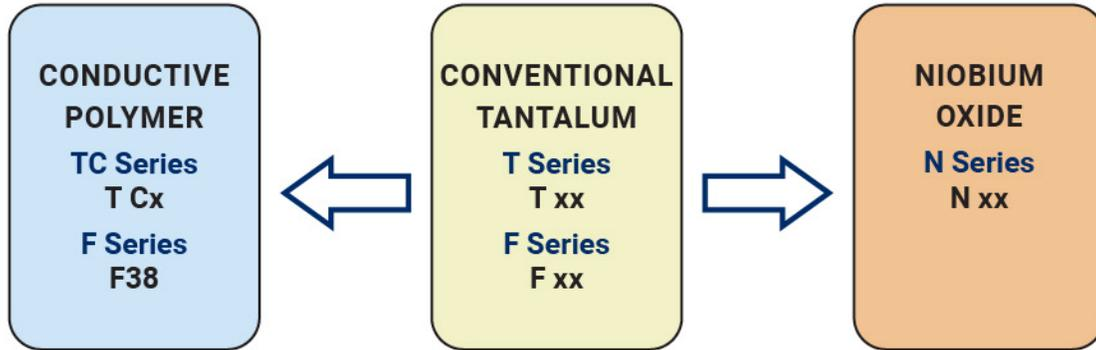 CONDUCTIVE
POLYMER
TC Series
T Cx
F Series
F38
CONVENTIONAL
TANTALUM
T Series
T xx
F Series
F xx
NIOBIUM
OXIDE
N Series
N xx